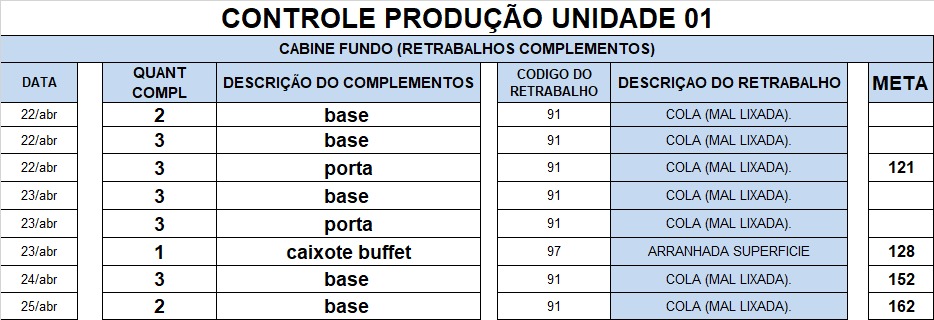 CONTROLE PRODUÇÃO UNIDADE 01
CABINE FUNDO (RETRABALHOS COMPLEMENTOS)
DATA QUANT COMPL DESCRIÇÃO DO COMPLEMENTOS CODIGO DO RETRABALHO DESCRIÇAO DO RETRABALHO META
22/abr 2 base 91 COLA (MAL LIXADA).
22/abr 3 base 91 COLA (MAL LIXADA).
22/abr 3 porta 91 COLA (MAL LIXADA). 121
23/abr 3 base 91 COLA (MAL LIXADA).
23/abr 3 porta 91 COLA (MAL LIXADA).
23/abr 1 caixote buffet 97 ARRANHADA SUPERFICIE 128
24/abr 3 base 91 COLA (MAL LIXADA). 152
25/abr 2 base 91 COLA (MAL LIXADA). 162